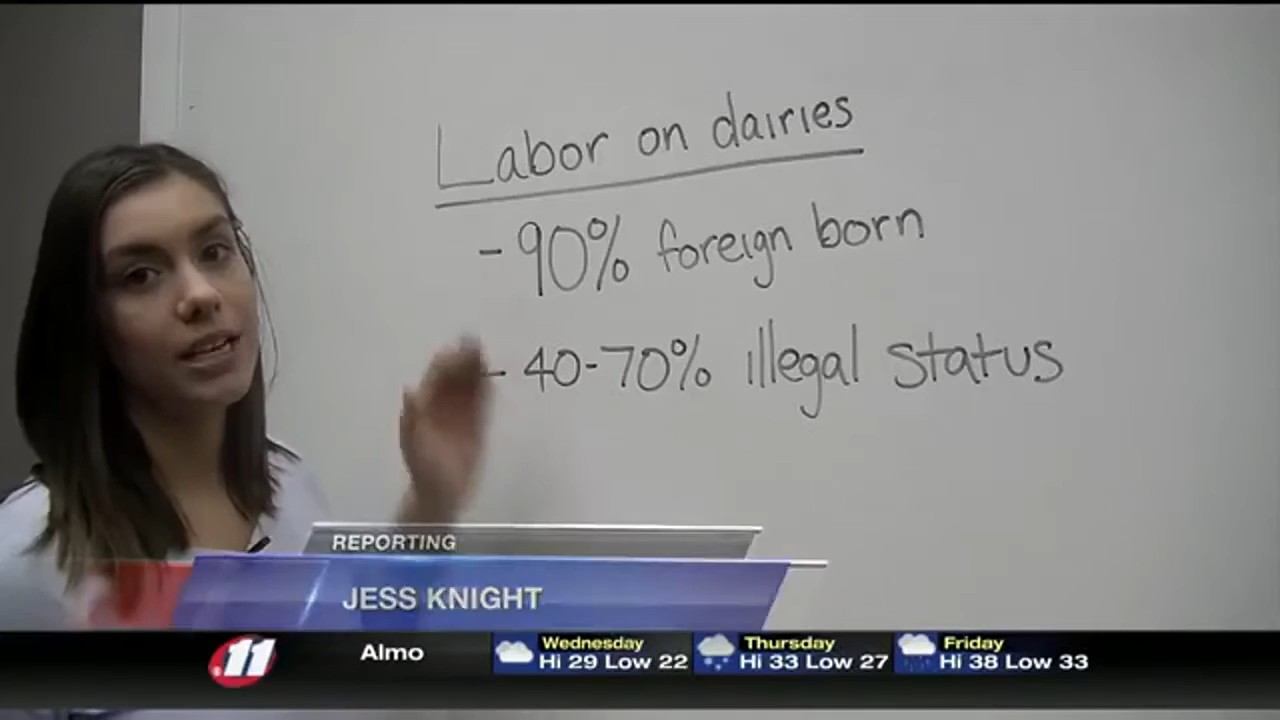 Labor on dairies
- 90% foreign born
- 40-70% illegal status
REPORTING
JESS KNIGHT
11
Almo
Wednesday
Hi 29 Low 22
Thursday
Hi 33 Low 27
Friday
Hi 38 Low 33